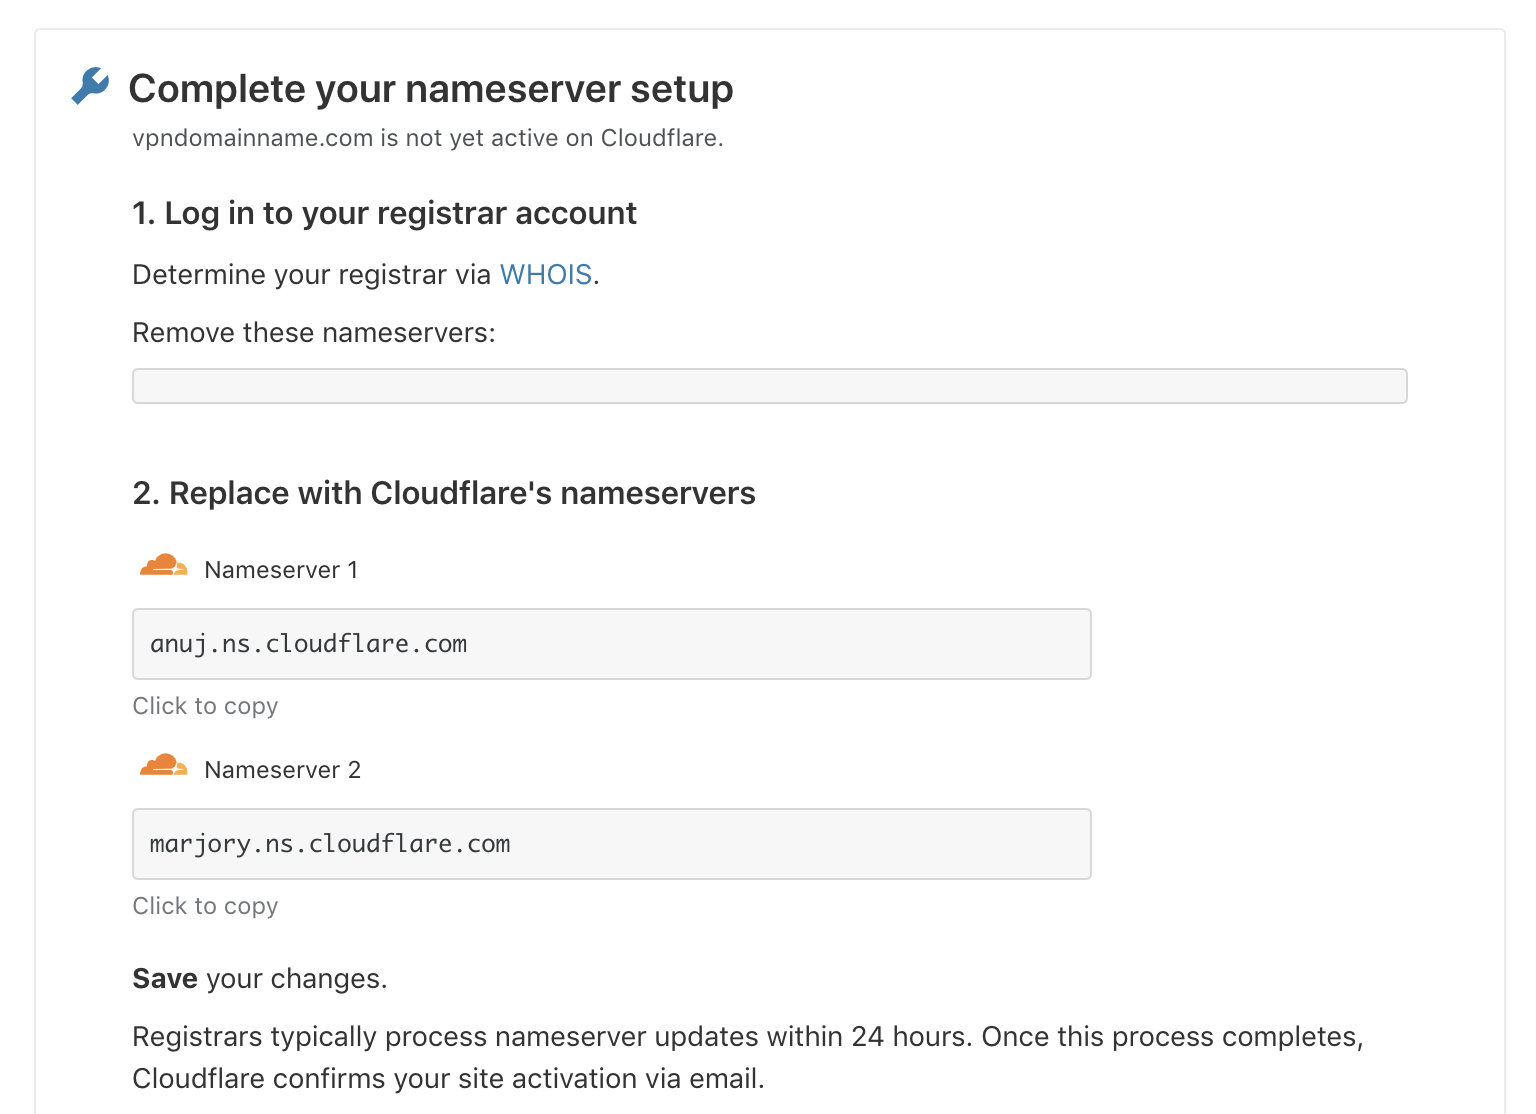 Complete your nameserver setup
vpndomainname.com is not yet active on Cloudflare.
1. Log in to your registrar account
Determine your registrar via WHOIS.
Remove these nameservers:
2. Replace with Cloudflare's nameservers
Nameserver 1
anuj.ns.cloudflare.com
Click to copy
Nameserver 2
marjory.ns.cloudflare.com
Click to copy
Save your changes.
Registrars typically process nameserver updates within 24 hours. Once this process completes,
Cloudflare confirms your site activation via email.